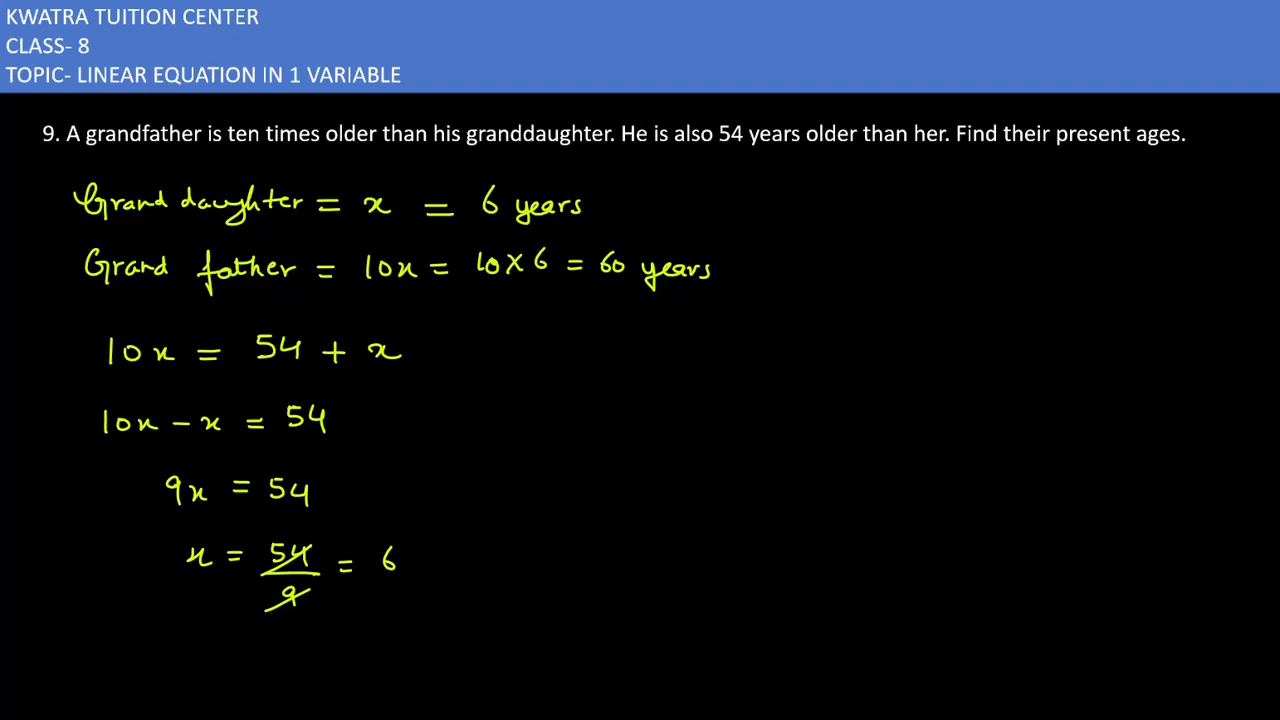 KWATRA TUITION CENTER
CLASS- 8
TOPIC- LINEAR EQUATION IN 1 VARIABLE
9. A grandfather is ten times older than his granddaughter. He is also 54 years older than her. Find their present ages.
Grand daughter = x = 6 years
Grand father = 10x = 10 × 6 = 60 years
10x = 54 + x
10x - x = 54
9x = 54
x = 54/9 = 6